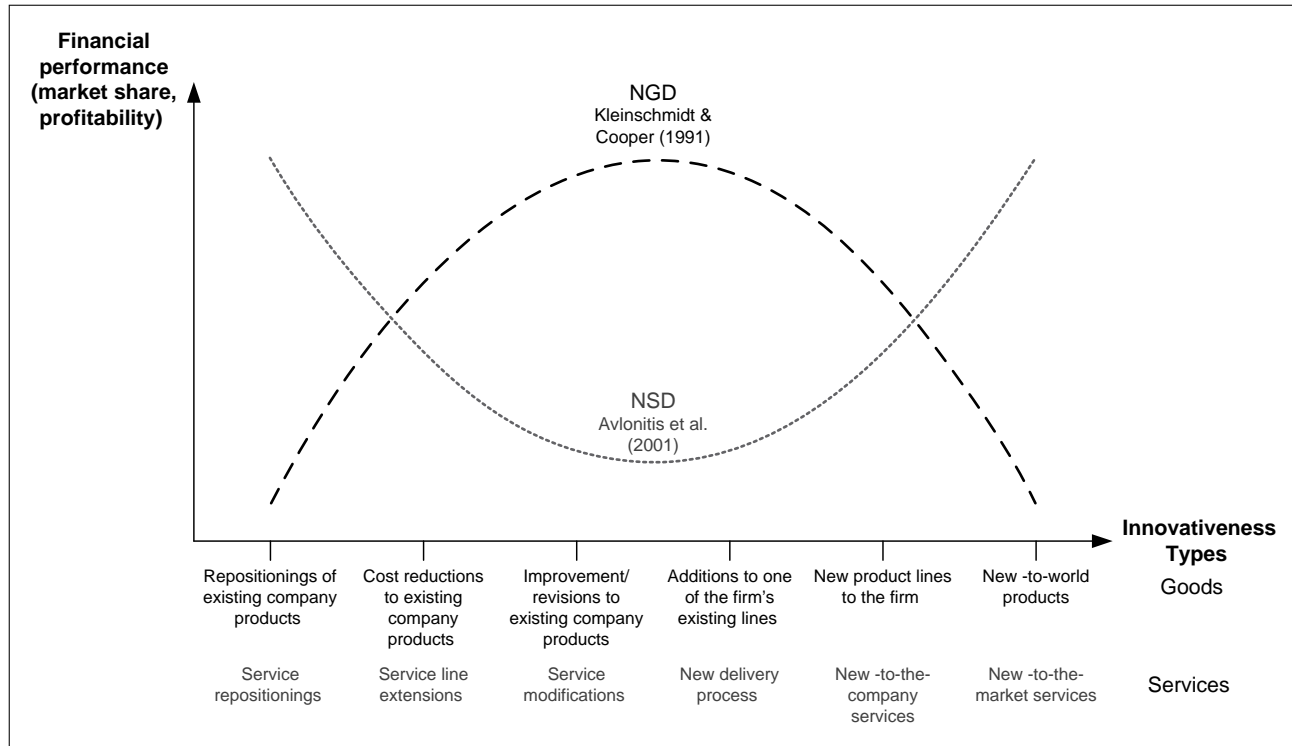 Financial
performance
(market share,
profitability)
NGD
Kleinschmidt &
Cooper (1991)
NSD
Avlonitis et al.
(2001)
Innovativeness
Types
Repositionings of
existing company
products
Cost reductions
to existing
company
products
Improvement/
revisions to
existing company
products
Additions to one
of the firm's
existing lines
New product lines
to the firm
New -to-world
products
Goods
Service
repositionings
Service line
extensions
Service
modifications
New delivery
process
New -to-the-
company
services
New -to-the-
market services
Services